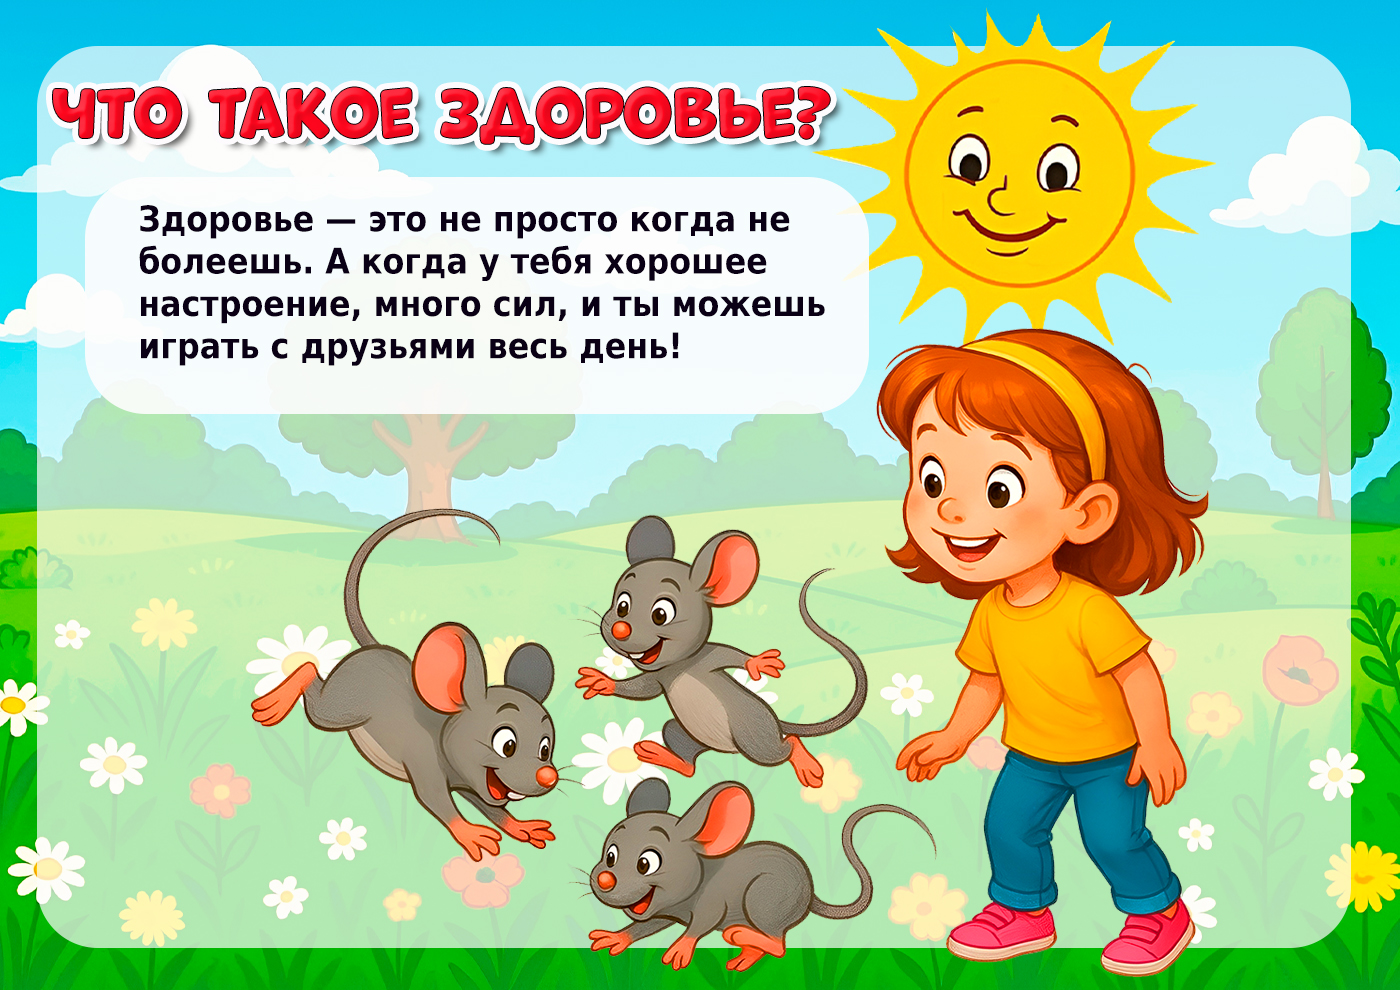 ЧТО ТАКОЕ ЗДОРОВЬЕ?
Здоровье — это не просто когда не
болеешь. А когда у тебя хорошее
настроение, много сил, и ты можешь
играть с друзьями весь день!